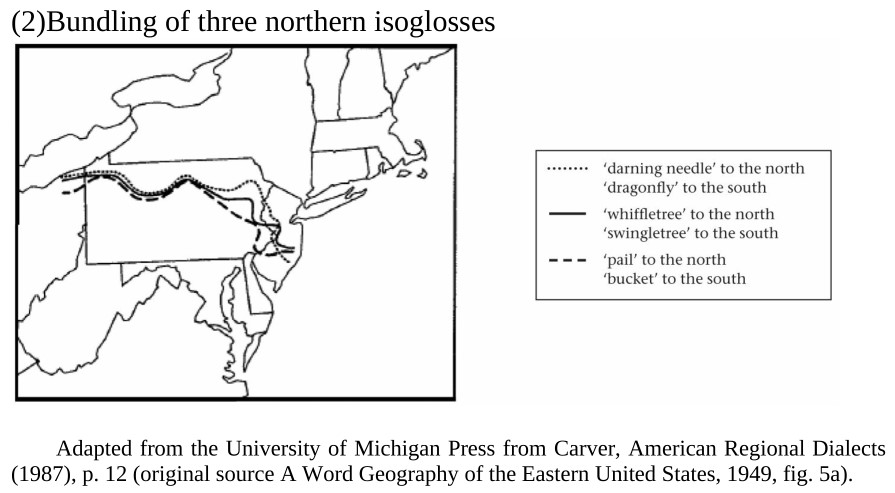 (2)Bundling of three northern isoglosses
‘darning needle’ to the north
‘dragonfly’ to the south
‘whiffletree’ to the north
‘swingletree’ to the south
‘pail’ to the north
‘bucket’ to the south
Adapted from the University of Michigan Press from Carver, American Regional Dialects
(1987), p. 12 (original source A Word Geography of the Eastern United States, 1949, fig. 5a).